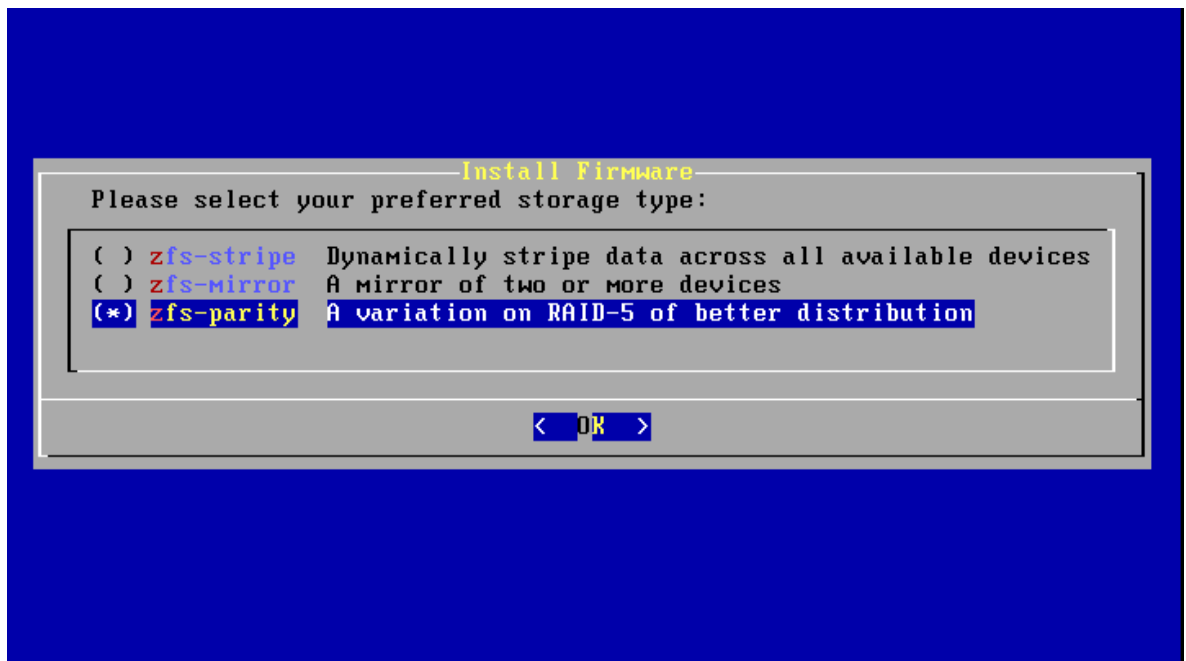 Install Firmware
Please select your preferred storage type:
( ) zfs-stripe Dynamically stripe data across all available devices
( ) zfs-mirror A mirror of two or more devices
(*) zfs-parity A variation on RAID-5 of better distribution
< OK >